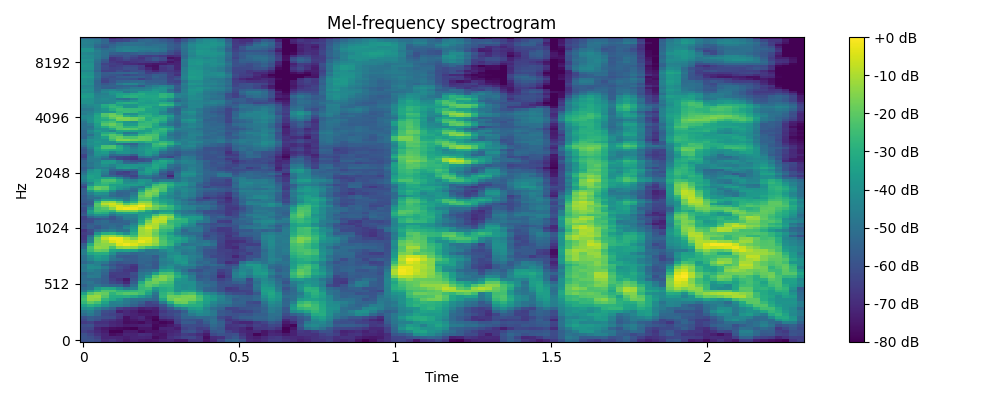 Mel-frequency spectrogram
8192
4096
2048
1024
512
0
Hz
0
0.5
1
1.5
2
Time
+0 dB
-10 dB
-20 dB
-30 dB
-40 dB
-50 dB
-60 dB
-70 dB
-80 dB